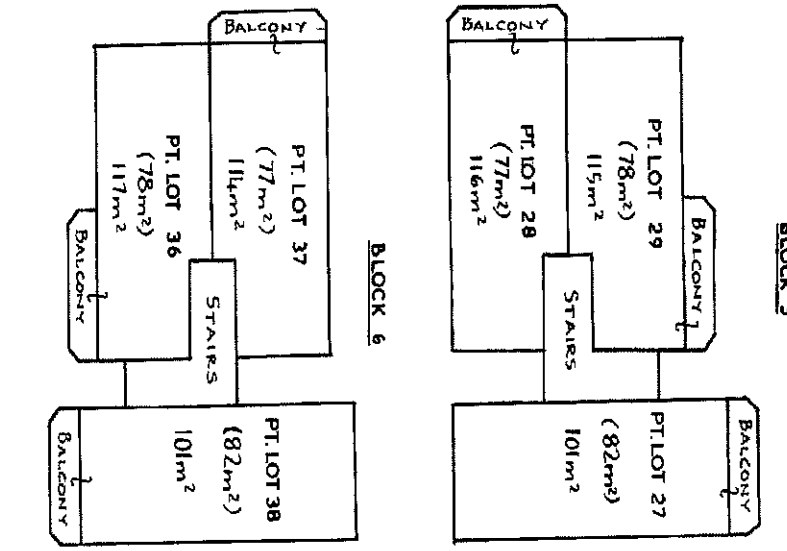 BALCONY
PT. LOT 37
(77m²)
114m²
PT. LOT 36
(78m²)
117m²
BALCONY
STAIRS
PT. LOT 38
(82m²)
101m²
BALCONY
BLOCK 6
BALCONY
PT. LOT 29
(78m²)
115m²
PT. LOT 28
(77m²)
116m²
BALCONY
STAIRS
PT. LOT 27
(82m²)
101m²
BALCONY
BLOCK